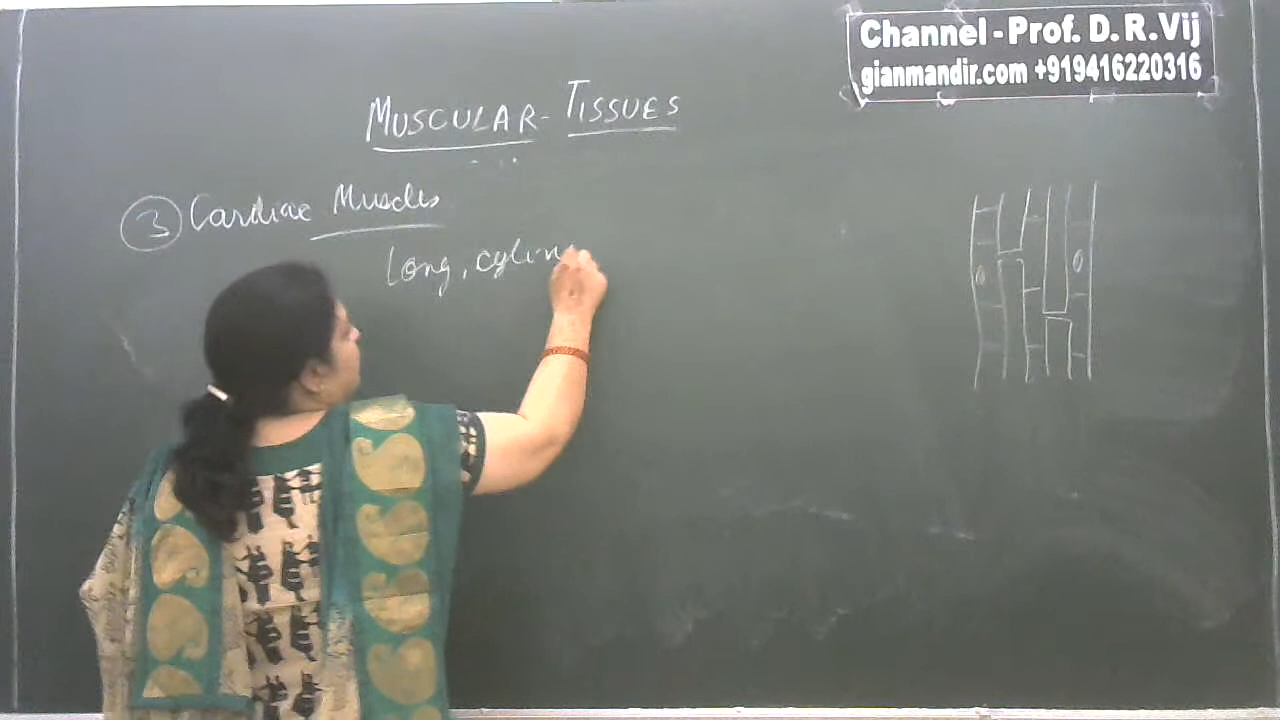 Channel - Prof. D. R. Vij
gianmandir.com +919416220316
MUSCULAR - TISSUES
3 Cardiac Muscles
Long, cylin